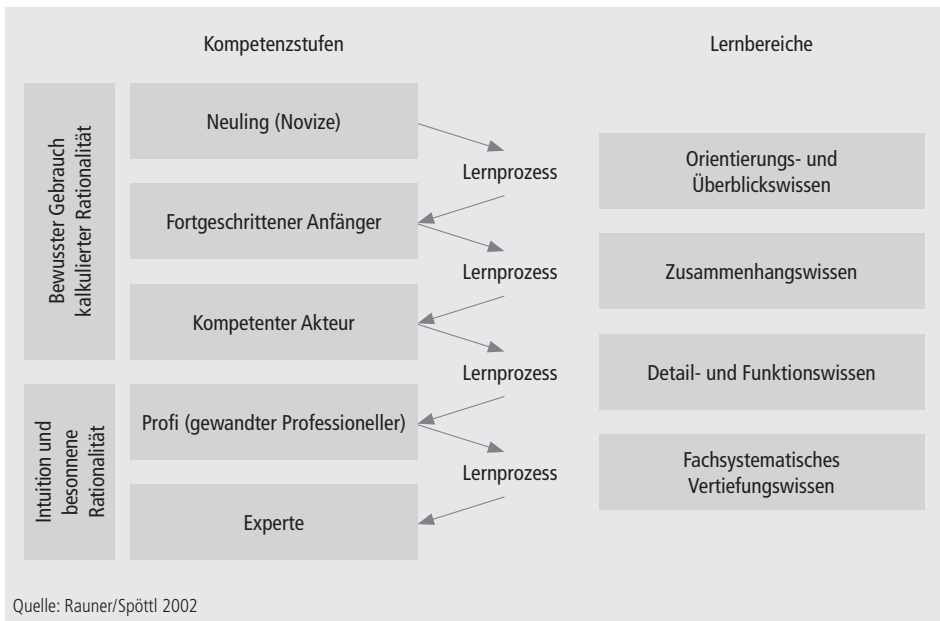 Kompetenzstufen
Lernbereiche
Bewusster Gebrauch
kalkulierter Rationalität
Neuling (Novize)
Lernprozess
Orientierungs- und
Überblickswissen
Fortgeschrittener Anfänger
Lernprozess
Zusammenhangswissen
Kompetenter Akteur
Lernprozess
Detail- und Funktionswissen
Intuition und
besonnene
Rationalität
Profi (gewandter Professioneller)
Lernprozess
Fachsystematisches
Vertiefungswissen
Experte
Quelle: Rauner/Spöttl 2002